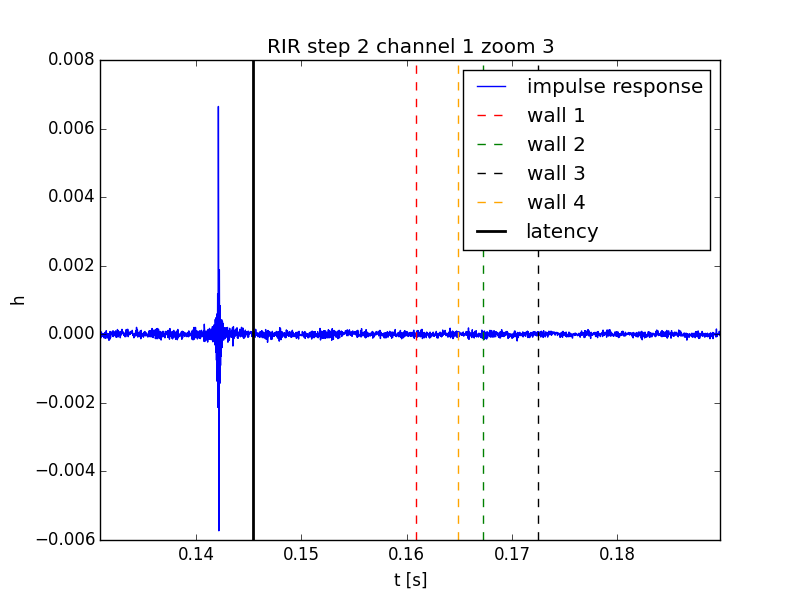 RIR step 2 channel 1 zoom 3
0.008
0.006
0.004
0.002
0.000
−0.002
−0.004
−0.006
h
impulse response
wall 1
wall 2
wall 3
wall 4
latency
0.14 0.15 0.16 0.17 0.18
t [s]